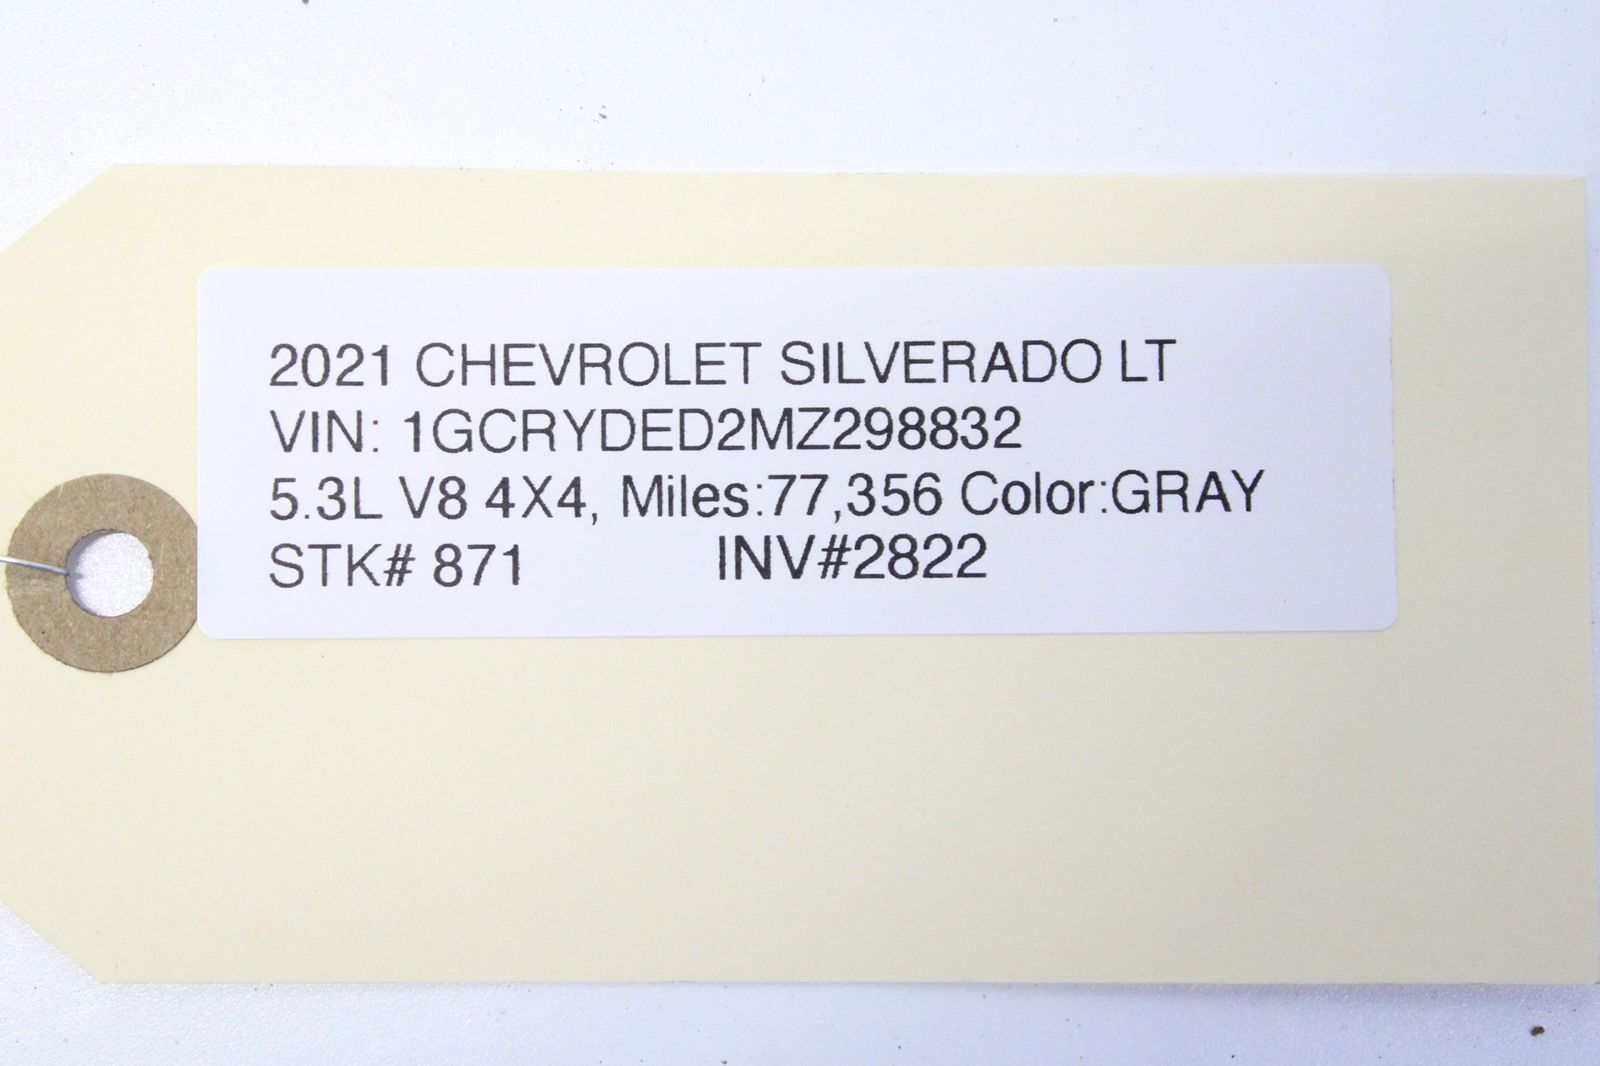 2021 CHEVROLET SILVERADO LT
VIN: 1GCRYDED2MZ298832
5.3L V8 4X4, Miles:77,356 Color:GRAY
STK# 871 INV#2822